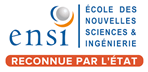 ensi
ÉCOLE DES
NOUVELLES
SCIENCES &
INGÉNIERIE
RECONNUE PAR L'ÉTAT